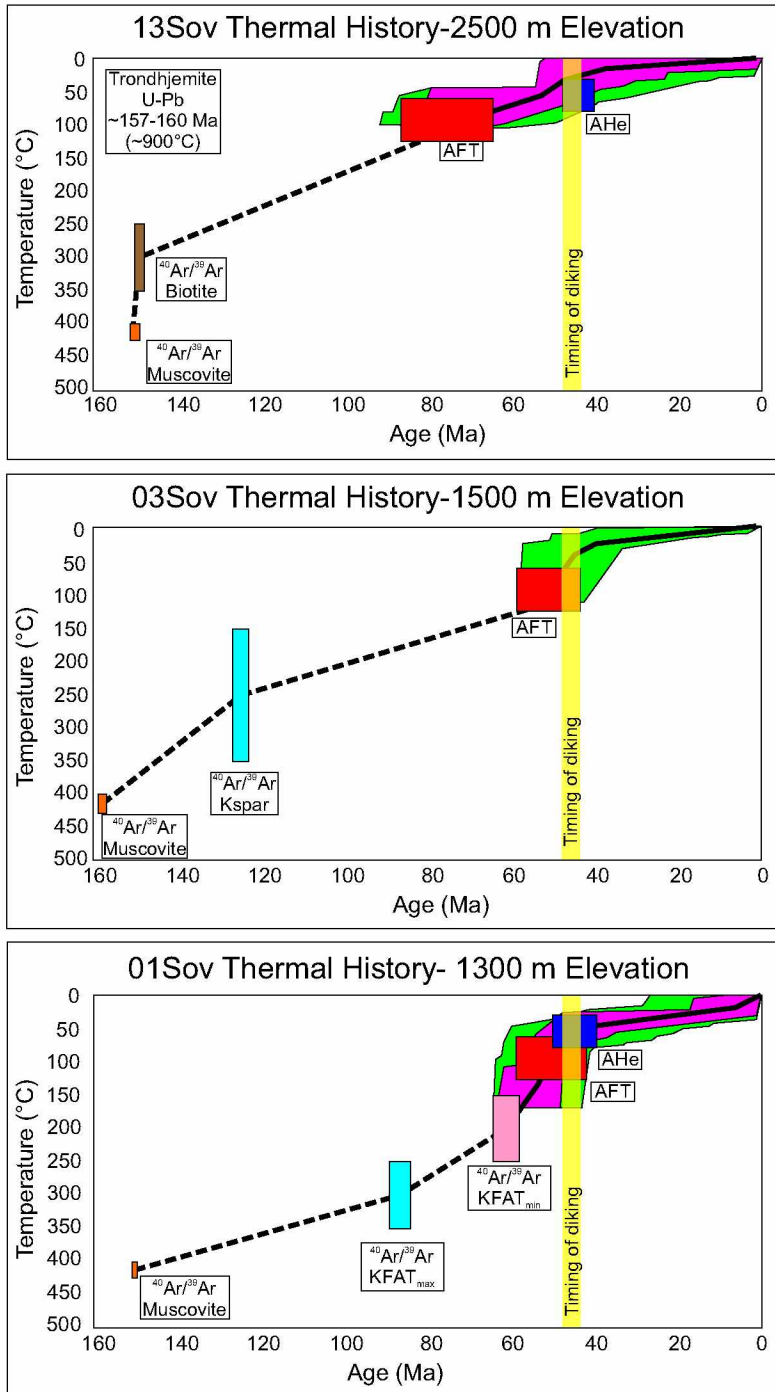 13Sov Thermal History-2500 m Elevation
Temperature (°C)
0
50
100
150
200
250
300
350
400
450
500
Trondhjemite
U-Pb
~157-160 Ma
(~900°C)
AFT
AHe
⁴⁰Ar/³⁹Ar
Biotite
⁴⁰Ar/³⁹Ar
Muscovite
Timing of diking
160 140 120 100 80 60 40 20 0
Age (Ma)
03Sov Thermal History-1500 m Elevation
Temperature (°C)
0
50
100
150
200
250
300
350
400
450
500
AFT
⁴⁰Ar/³⁹Ar
Kspar
⁴⁰Ar/³⁹Ar
Muscovite
Timing of diking
160 140 120 100 80 60 40 20 0
Age (Ma)
01Sov Thermal History- 1300 m Elevation
Temperature (°C)
0
50
100
150
200
250
300
350
400
450
500
AHe
AFT
⁴⁰Ar/³⁹Ar
KFATmin
⁴⁰Ar/³⁹Ar
KFATmax
⁴⁰Ar/³⁹Ar
Muscovite
Timing of diking
160 140 120 100 80 60 40 20 0
Age (Ma)